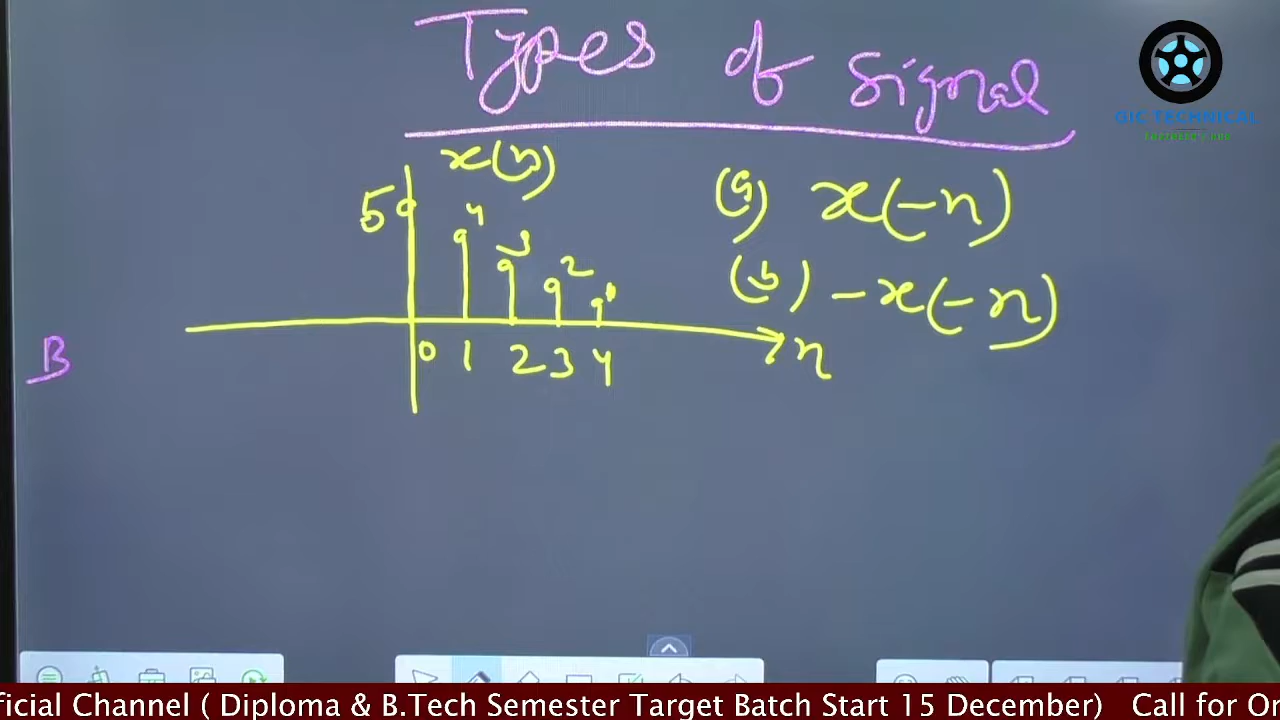 Types of Signal
GIC TECHNICAL
x(n)
(a) x(-n)
5
4
3
2
1
(b) -x(-n)
0 1 2 3 4
n
B
ficial Channel ( Diploma & B.Tech Semester Target Batch Start 15 December) Call for Or